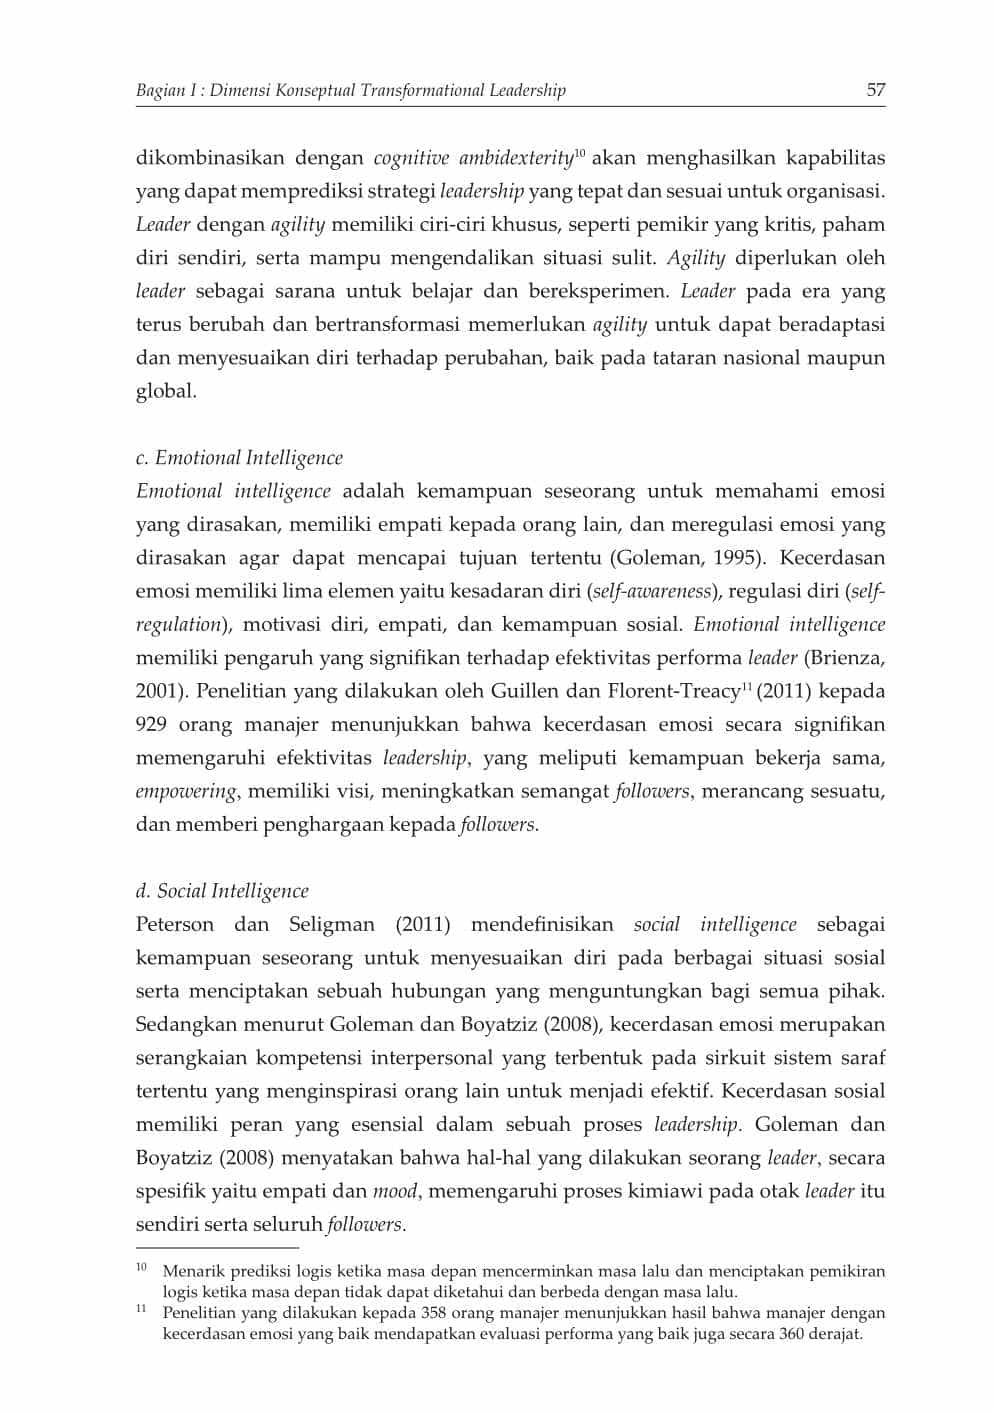 Bagian I : Dimensi Konseptual Transformational Leadership 57
dikombinasikan dengan cognitive ambidexterity10 akan menghasilkan kapabilitas
yang dapat memprediksi strategi leadership yang tepat dan sesuai untuk organisasi.
Leader dengan agility memiliki ciri-ciri khusus, seperti pemikir yang kritis, paham
diri sendiri, serta mampu mengendalikan situasi sulit. Agility diperlukan oleh
leader sebagai sarana untuk belajar dan bereksperimen. Leader pada era yang
terus berubah dan bertransformasi memerlukan agility untuk dapat beradaptasi
dan menyesuaikan diri terhadap perubahan, baik pada tataran nasional maupun
global.
c. Emotional Intelligence
Emotional intelligence adalah kemampuan seseorang untuk memahami emosi
yang dirasakan, memiliki empati kepada orang lain, dan meregulasi emosi yang
dirasakan agar dapat mencapai tujuan tertentu (Goleman, 1995). Kecerdasan
emosi memiliki lima elemen yaitu kesadaran diri (self-awareness), regulasi diri (self-
regulation), motivasi diri, empati, dan kemampuan sosial. Emotional intelligence
memiliki pengaruh yang signifikan terhadap efektivitas performa leader (Brienza,
2001). Penelitian yang dilakukan oleh Guillen dan Florent-Treacy11 (2011) kepada
929 orang manajer menunjukkan bahwa kecerdasan emosi secara signifikan
memengaruhi efektivitas leadership, yang meliputi kemampuan bekerja sama,
empowering, memiliki visi, meningkatkan semangat followers, merancang sesuatu,
dan memberi penghargaan kepada followers.
d. Social Intelligence
Peterson dan Seligman (2011) mendefinisikan social intelligence sebagai
kemampuan seseorang untuk menyesuaikan diri pada berbagai situasi sosial
serta menciptakan sebuah hubungan yang menguntungkan bagi semua pihak.
Sedangkan menurut Goleman dan Boyatziz (2008), kecerdasan emosi merupakan
serangkaian kompetensi interpersonal yang terbentuk pada sirkuit sistem saraf
tertentu yang menginspirasi orang lain untuk menjadi efektif. Kecerdasan sosial
memiliki peran yang esensial dalam sebuah proses leadership. Goleman dan
Boyatziz (2008) menyatakan bahwa hal-hal yang dilakukan seorang leader, secara
spesifik yaitu empati dan mood, memengaruhi proses kimiawi pada otak leader itu
sendiri serta seluruh followers.
10 Menarik prediksi logis ketika masa depan mencerminkan masa lalu dan menciptakan pemikiran
logis ketika masa depan tidak dapat diketahui dan berbeda dengan masa lalu.
11 Penelitian yang dilakukan kepada 358 orang manajer menunjukkan hasil bahwa manajer dengan
kecerdasan emosi yang baik mendapatkan evaluasi performa yang baik juga secara 360 derajat.